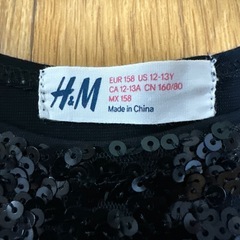 H&M
EUR 158 US 12-13Y
CA 12-13A CN 160/80
MX 158
Made in China